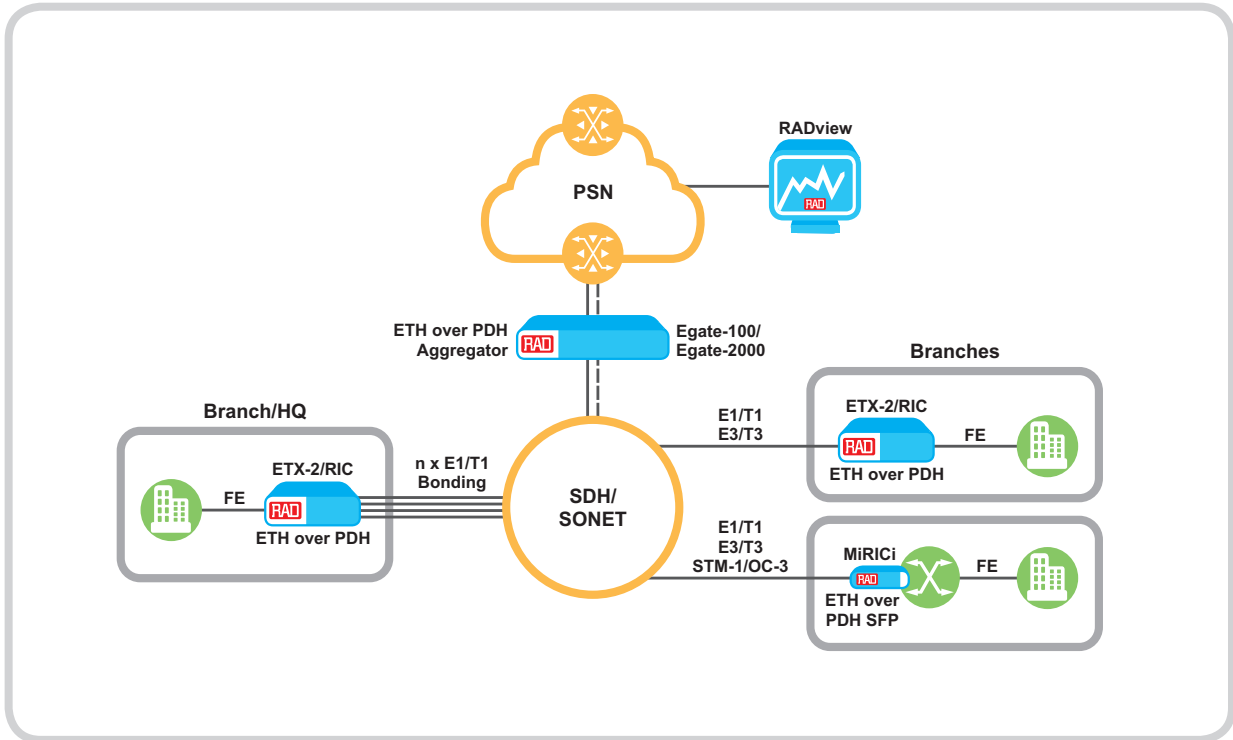 RADview
RAD
PSN
ETH over PDH
Aggregator
RAD
Egate-100/
Egate-2000
Branch/HQ
FE
ETX-2/RIC
RAD
ETH over PDH
n x E1/T1
Bonding
SDH/
SONET
Branches
E1/T1
E3/T3
ETX-2/RIC
RAD
ETH over PDH
FE
E1/T1
E3/T3
STM-1/OC-3
MiRICi
RAD
ETH over
PDH SFP
FE